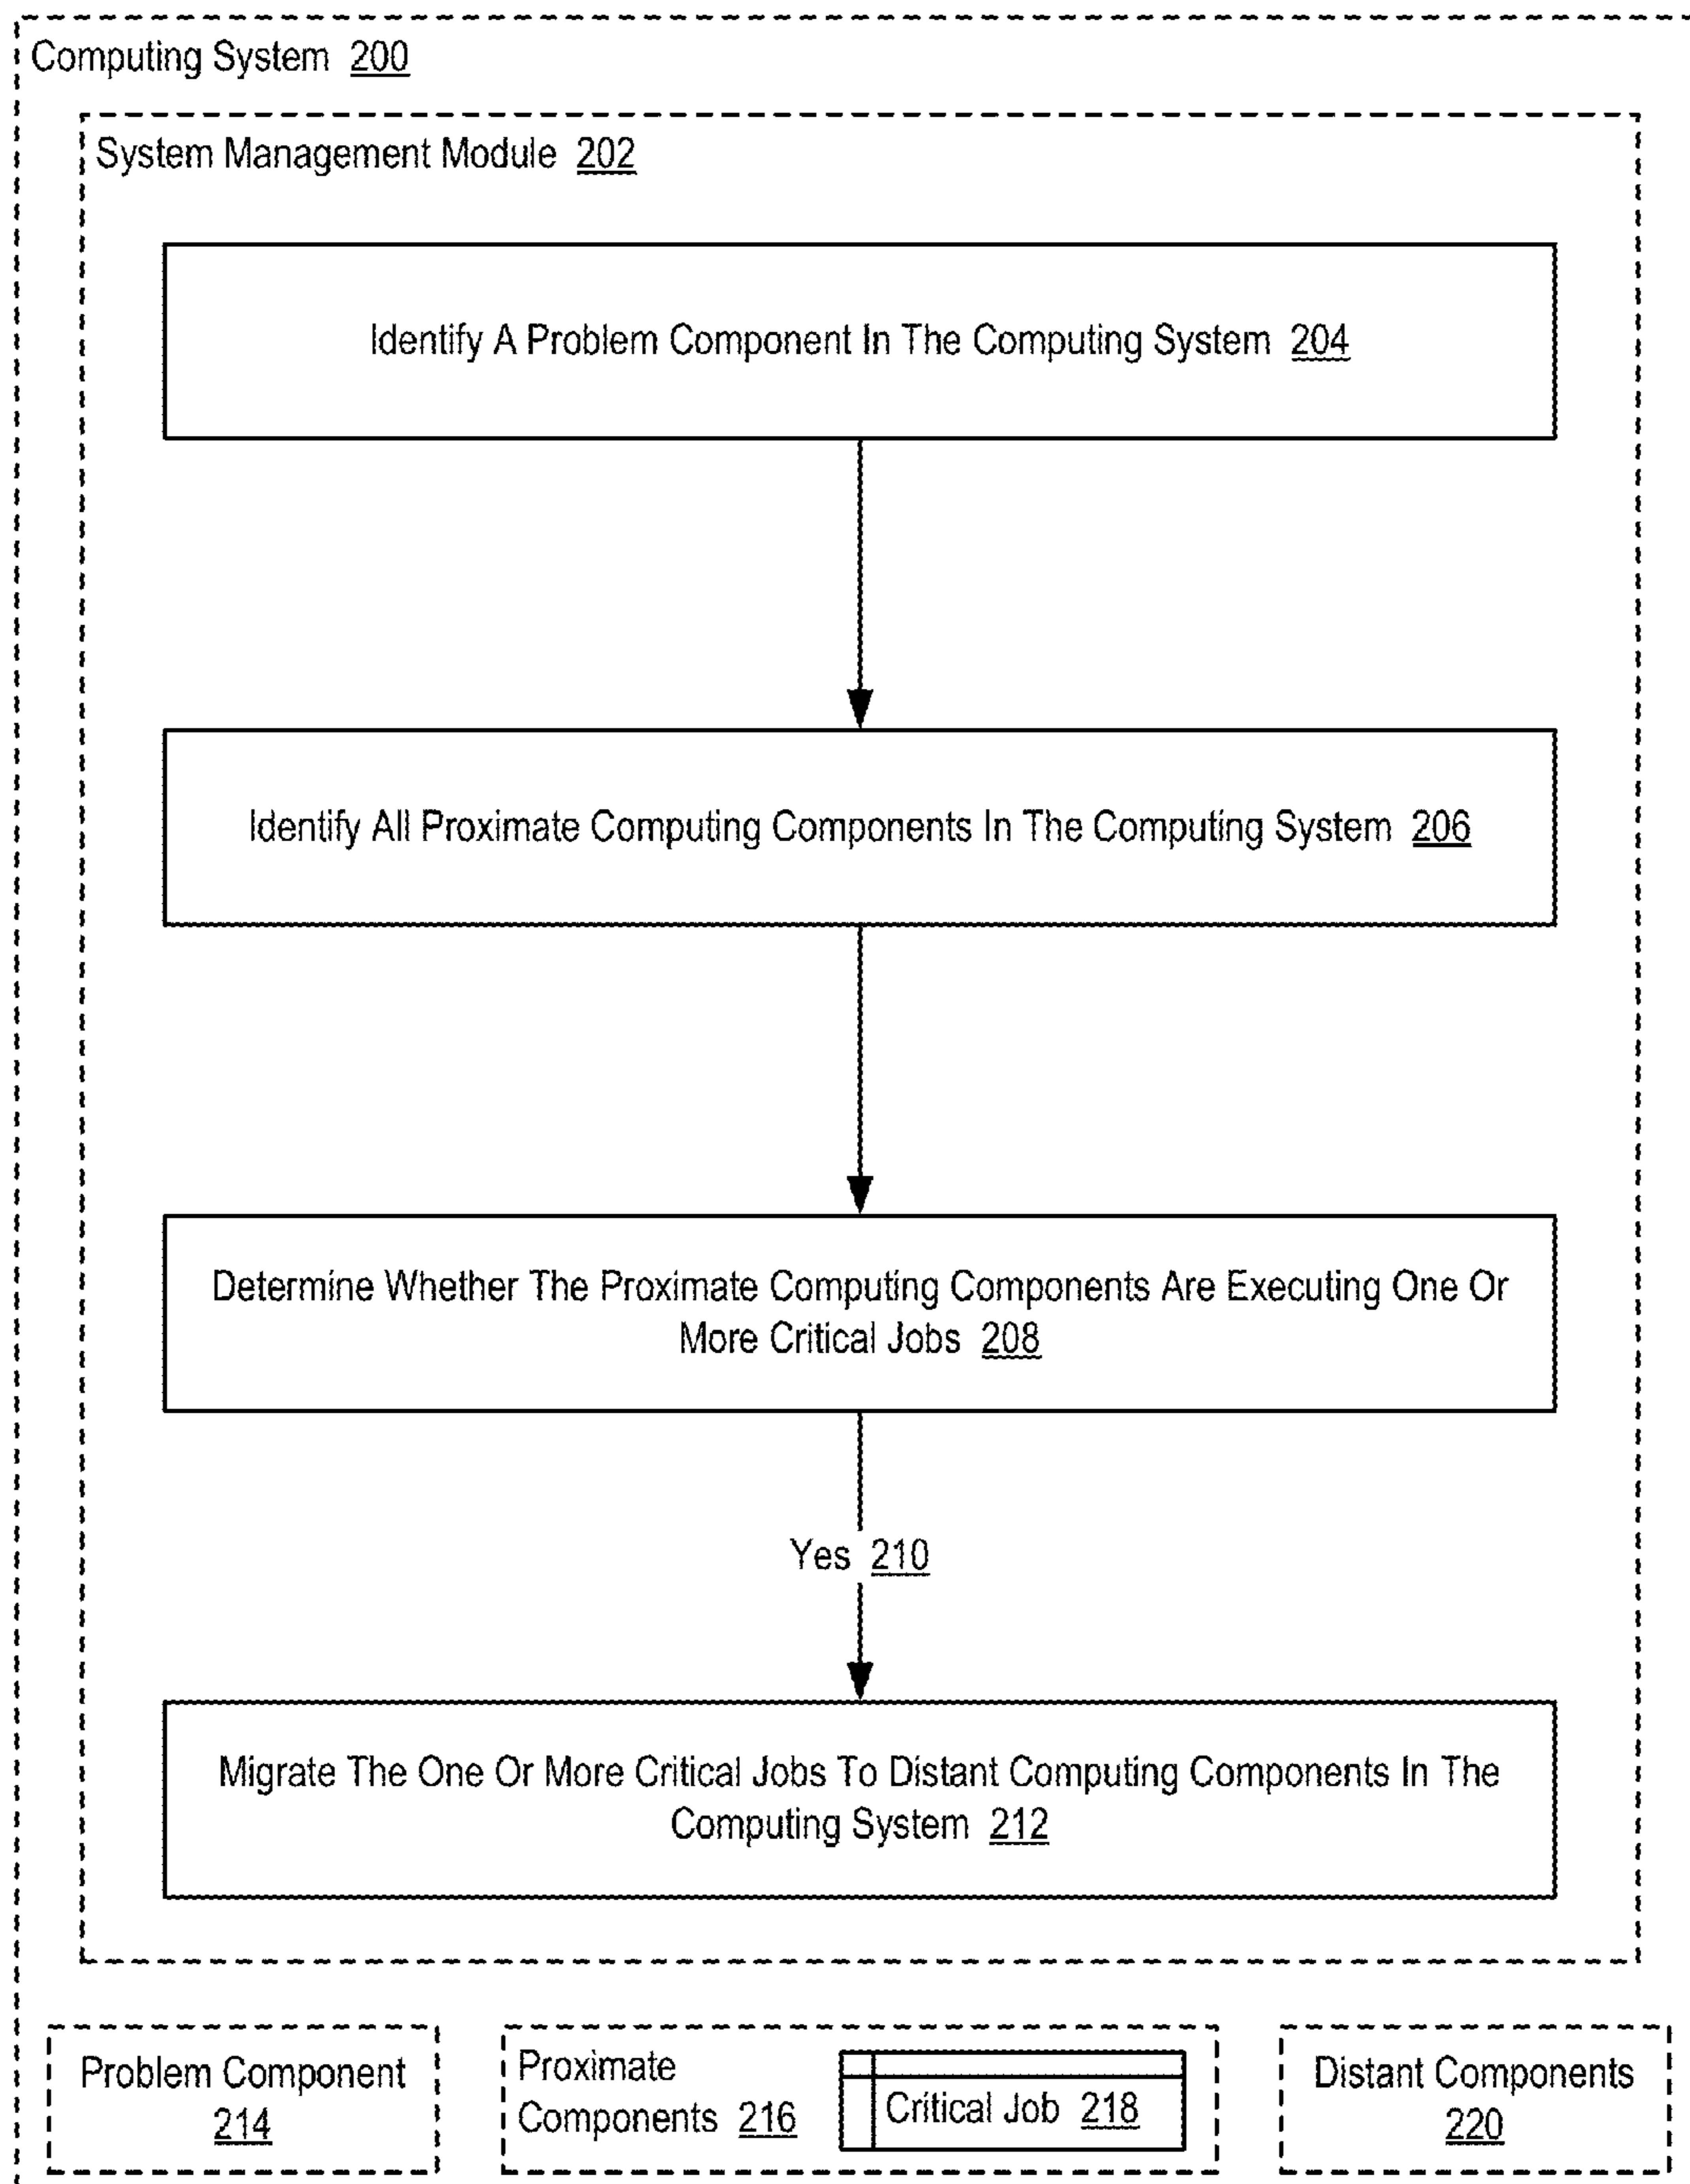 Computing System 200
System Management Module 202
Identify A Problem Component In The Computing System 204
Identify All Proximate Computing Components In The Computing System 206
Determine Whether The Proximate Computing Components Are Executing One Or
More Critical Jobs 208
Yes 210
Migrate The One Or More Critical Jobs To Distant Computing Components In The
Computing System 212
Problem Component
214
Proximate
Components 216
Critical Job 218
Distant Components
220